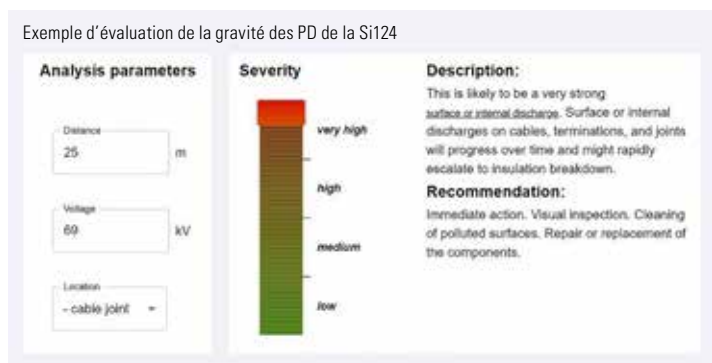 Exemple d'évaluation de la gravité des PD de la Si124
Analysis parameters
Distance
25
m
Voltage
69
kV
Location
- cable joint
Severity
very high
high
medium
low
Description:
This is likely to be a very strong
surface or internal discharge. Surface or internal
discharges on cables, terminations, and joints
will progress over time and might rapidly
escalate to insulation breakdown.
Recommendation:
Immediate action. Visual inspection. Cleaning
of polluted surfaces. Repair or replacement of
the components.